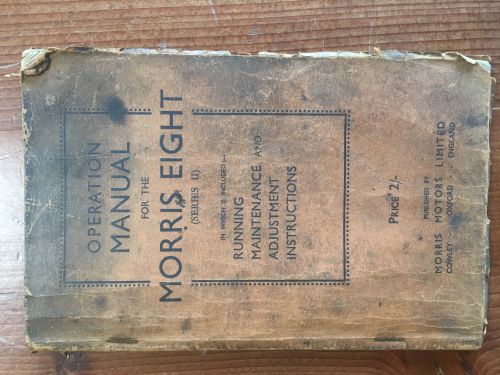 OPERATION
MANUAL
FOR THE
MORRIS EIGHT
(SERIES II)
IN WHICH IS INCLUDED :—
RUNNING
MAINTENANCE AND
ADJUSTMENT
INSTRUCTIONS
PRICE 2/-
PUBLISHED BY
MORRIS MOTORS LIMITED
COWLEY - OXFORD - ENGLAND